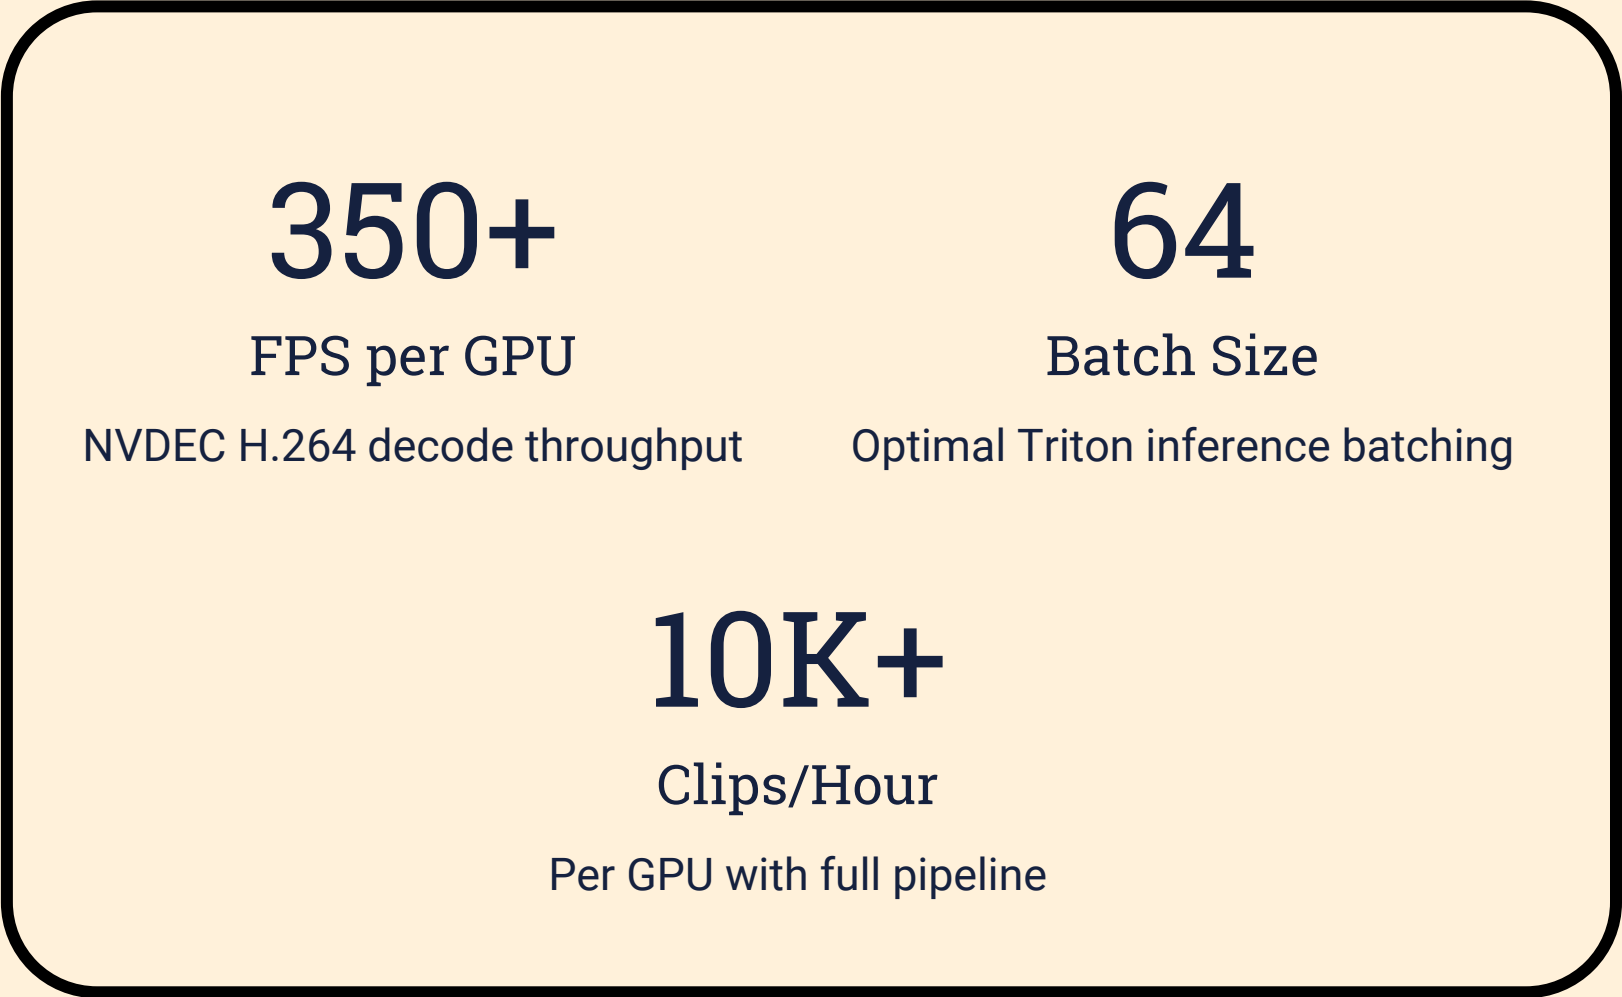 350+
FPS per GPU
NVDEC H.264 decode throughput
64
Batch Size
Optimal Triton inference batching
10K+
Clips/Hour
Per GPU with full pipeline